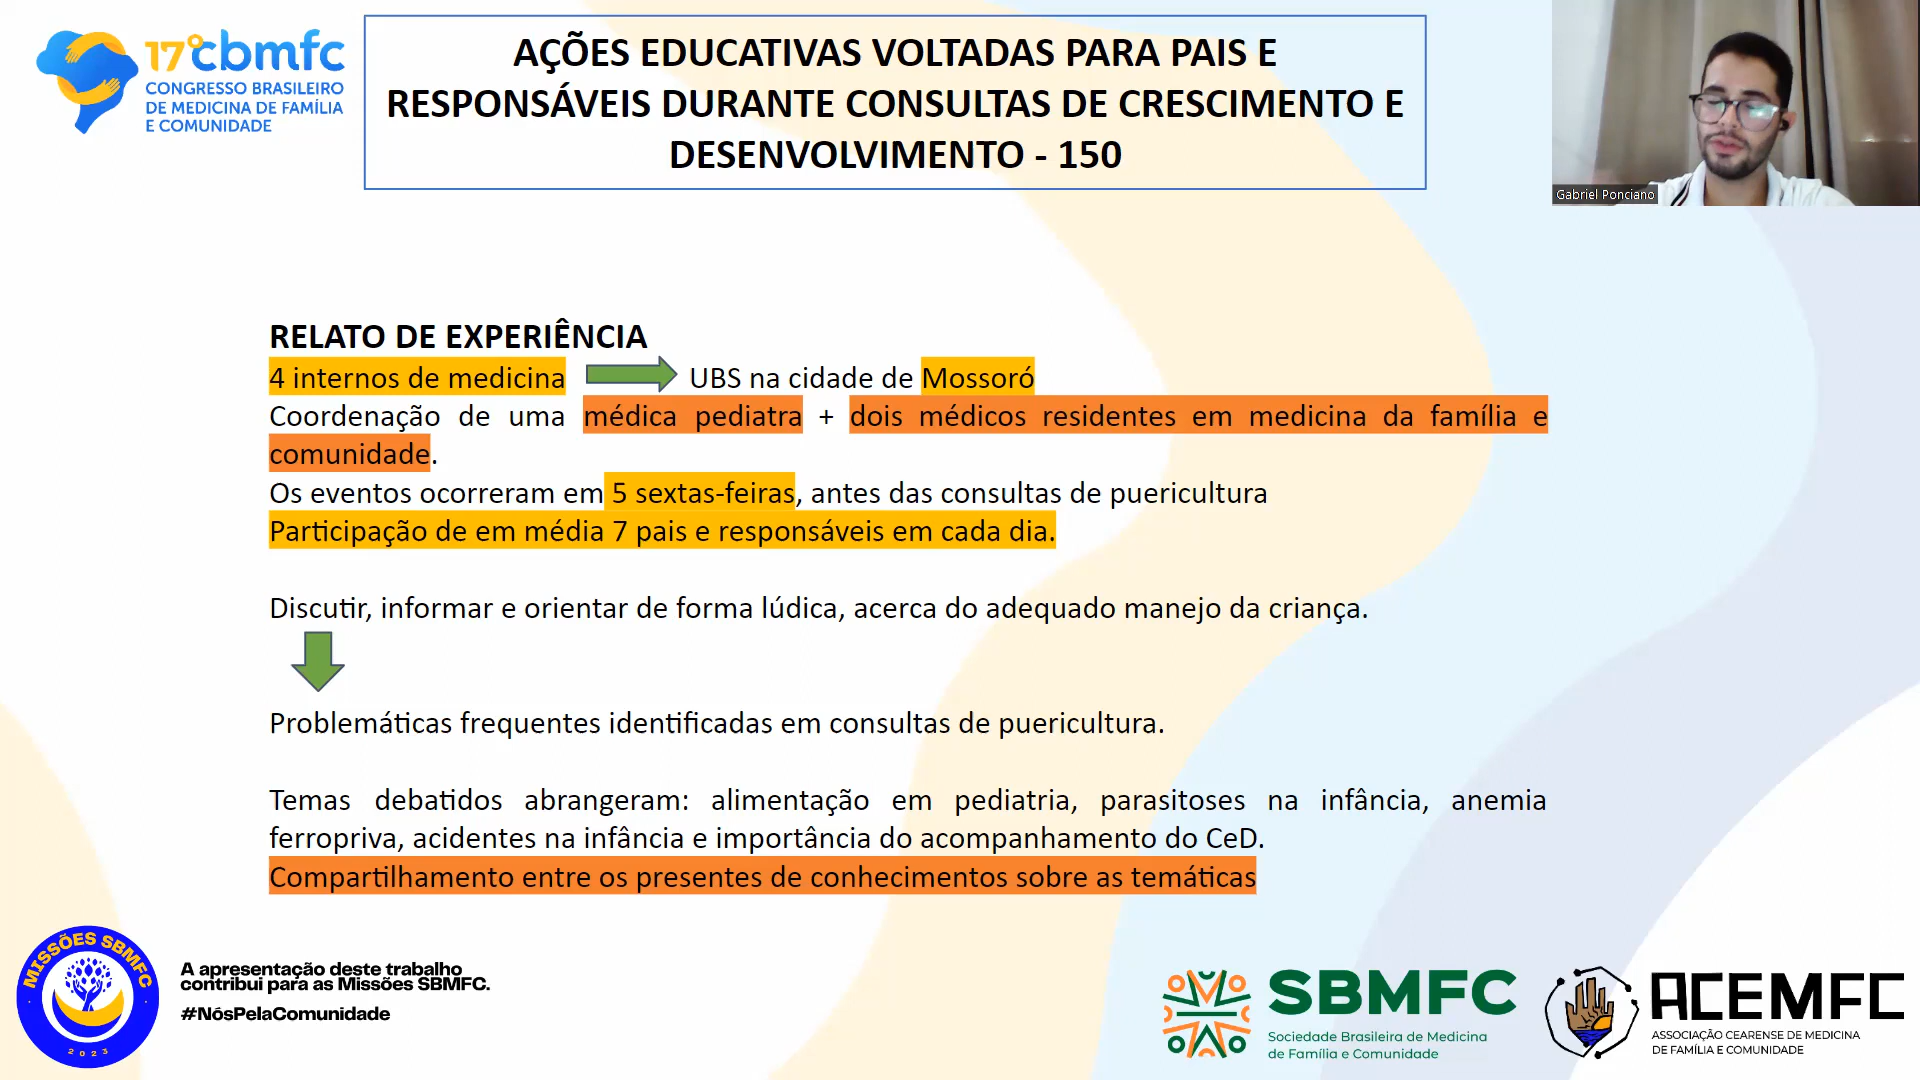 17º cbmfc
CONGRESSO BRASILEIRO
DE MEDICINA DE FAMÍLIA
E COMUNIDADE
AÇÕES EDUCATIVAS VOLTADAS PARA PAIS E
RESPONSÁVEIS DURANTE CONSULTAS DE CRESCIMENTO E
DESENVOLVIMENTO - 150
Gabriel Ponciano
RELATO DE EXPERIÊNCIA
4 internos de medicina UBS na cidade de Mossoró
Coordenação de uma médica pediatra + dois médicos residentes em medicina da família e
comunidade.
Os eventos ocorreram em 5 sextas-feiras, antes das consultas de puericultura
Participação de em média 7 pais e responsáveis em cada dia.
Discutir, informar e orientar de forma lúdica, acerca do adequado manejo da criança.
Problemáticas frequentes identificadas em consultas de puericultura.
Temas debatidos abrangeram: alimentação em pediatria, parasitoses na infância, anemia
ferropriva, acidentes na infância e importância do acompanhamento do CeD.
Compartilhamento entre os presentes de conhecimentos sobre as temáticas
MISSÕES SBMFC
2023
A apresentação deste trabalho
contribui para as Missões SBMFC.
#NósPelaComunidade
SBMFC
Sociedade Brasileira de Medicina
de Família e Comunidade
ACEMFC
ASSOCIAÇÃO CEARENSE DE MEDICINA
DE FAMÍLIA E COMUNIDADE